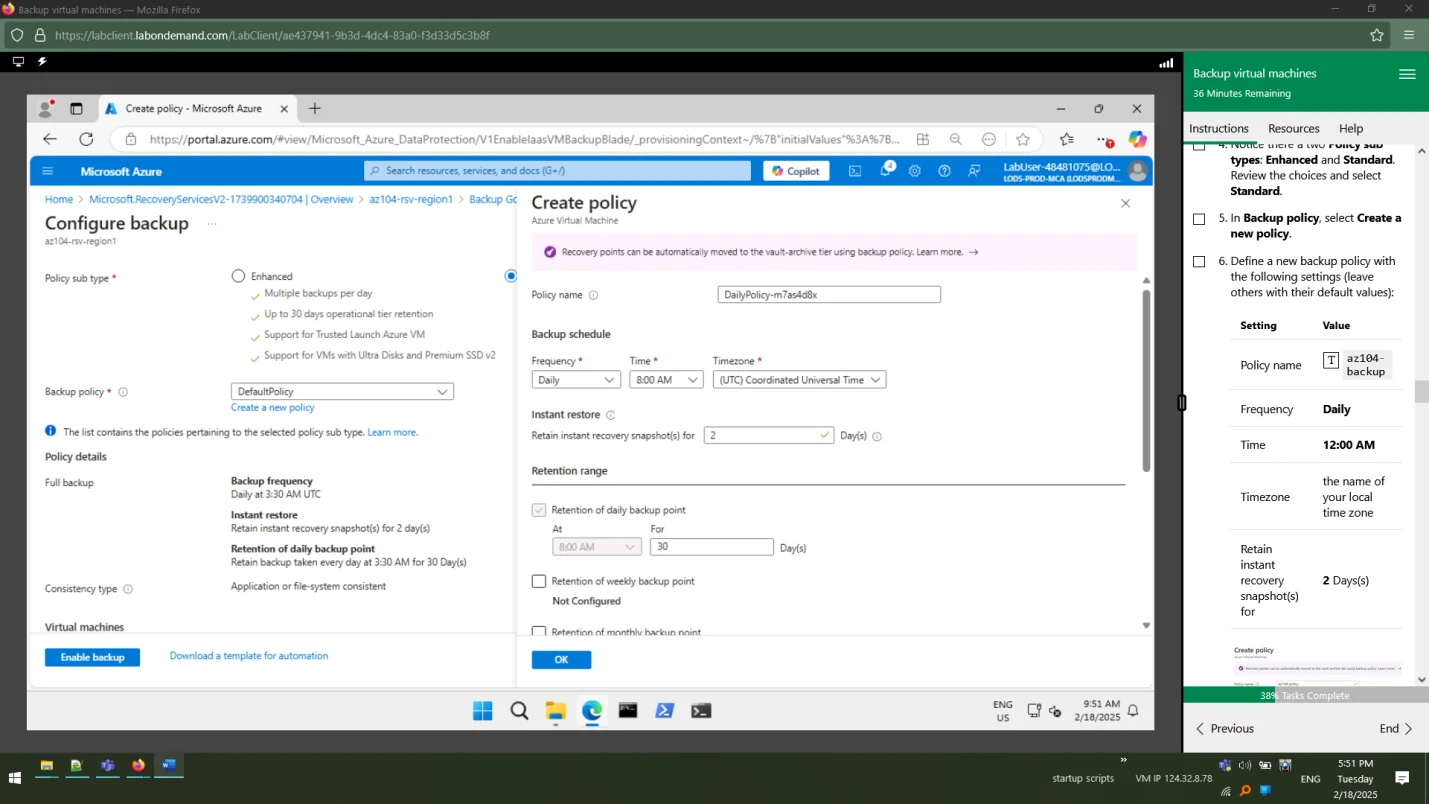 Backup virtual machines — Mozilla Firefox
https://labclient.labondemand.com/LabClient/ae437941-9b3d-4dc4-83a0-f3d33d5c3b8f
Create policy - Microsoft Azure
https://portal.azure.com/#view/Microsoft_Azure_DataProtection/V1EnableIaasVMBackupBlade/_provisioningContext~/%7B"initialValues"%3A%7B...
Microsoft Azure
Search resources, services, and docs (G+/)
Copilot
4
LabUser-48481075@LO...
LODS-PROD-MCA (LODSPRODM...
Home > Microsoft.RecoveryServicesV2-1739900340704 | Overview > az104-rsv-region1 > Backup Go
Configure backup ...
az104-rsv-region1
Policy sub type *
Enhanced
Multiple backups per day
Up to 30 days operational tier retention
Support for Trusted Launch Azure VM
Support for VMs with Ultra Disks and Premium SSD v2
Backup policy *
DefaultPolicy
Create a new policy
The list contains the policies pertaining to the selected policy sub type. Learn more.
Policy details
Full backup
Backup frequency
Daily at 3:30 AM UTC
Instant restore
Retain instant recovery snapshot(s) for 2 day(s)
Retention of daily backup point
Retain backup taken every day at 3:30 AM for 30 Day(s)
Consistency type
Application or file-system consistent
Virtual machines
Enable backup
Download a template for automation
Create policy
Azure Virtual Machine
Recovery points can be automatically moved to the vault-archive tier using backup policy. Learn more.
Policy name
DailyPolicy-m7as4d8x
Backup schedule
Frequency * Time * Timezone *
Daily 8:00 AM (UTC) Coordinated Universal Time
Instant restore
Retain instant recovery snapshot(s) for 2 Day(s)
Retention range
Retention of daily backup point
At For
8:00 AM 30 Day(s)
Retention of weekly backup point
Not Configured
Retention of monthly backup point
OK
ENG
US
9:51 AM
2/18/2025
Backup virtual machines
36 Minutes Remaining
Instructions Resources Help
4. Notice there a two Policy sub
types: Enhanced and Standard.
Review the choices and select
Standard.
5. In Backup policy, select Create a
new policy.
6. Define a new backup policy with
the following settings (leave
others with their default values):
Setting Value
Policy name T az104-
backup
Frequency Daily
Time 12:00 AM
Timezone the name of
your local
time zone
Retain
instant
recovery
snapshot(s)
for
2 Days(s)
Create policy
38% Tasks Complete
Previous End
startup scripts
VM IP 124.32.8.78
ENG
5:51 PM
Tuesday
2/18/2025